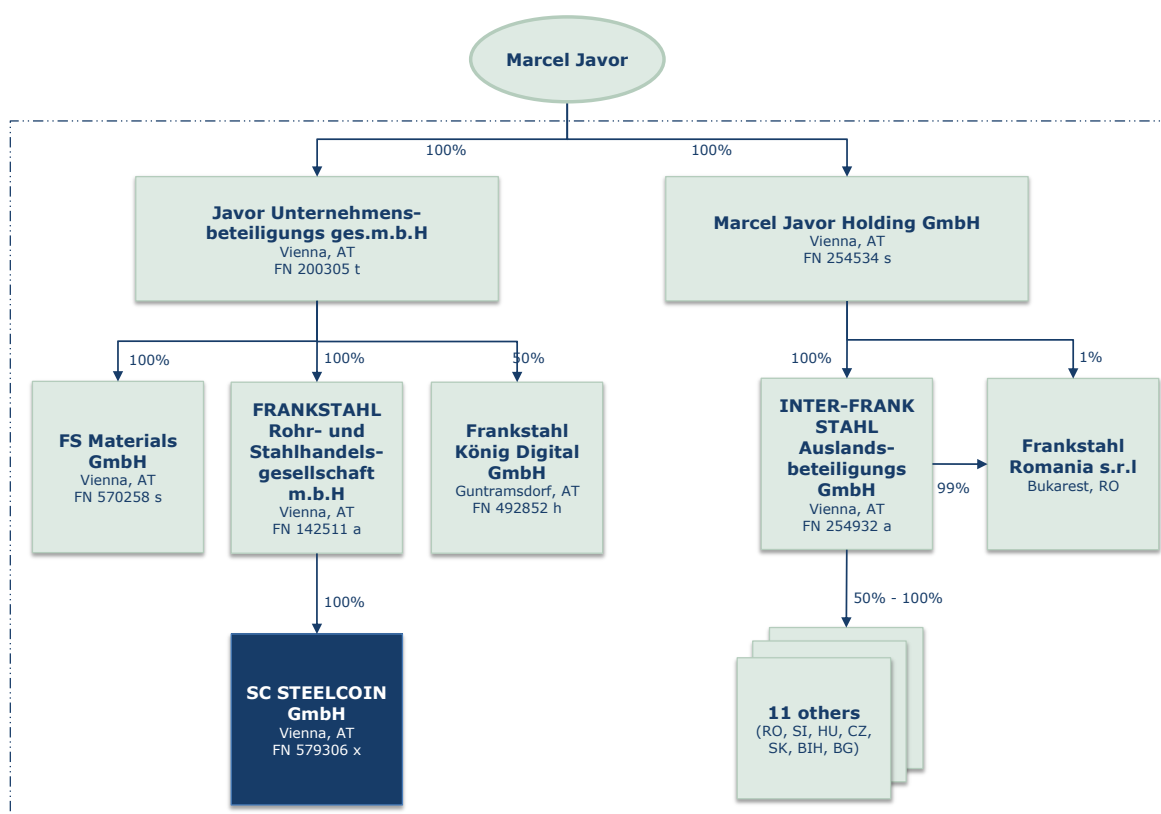 Marcel Javor
100%
100%
Javor Unternehmens-
beteiligungs ges.m.b.H
Vienna, AT
FN 200305 t
Marcel Javor Holding GmbH
Vienna, AT
FN 254534 s
100%
100%
50%
100%
1%
FS Materials
GmbH
Vienna, AT
FN 570258 s
FRANKSTAHL
Rohr- und
Stahlhandels-
gesellschaft
m.b.H
Vienna, AT
FN 142511 a
Frankstahl
König Digital
GmbH
Guntramsdorf, AT
FN 492852 h
INTER-FRANK
STAHL
Auslands-
beteiligungs
GmbH
Vienna, AT
FN 254932 a
99%
Frankstahl
Romania s.r.l
Bukarest, RO
100%
50% - 100%
SC STEELCOIN
GmbH
Vienna, AT
FN 579306 x
11 others
(RO, SI, HU, CZ,
SK, BIH, BG)